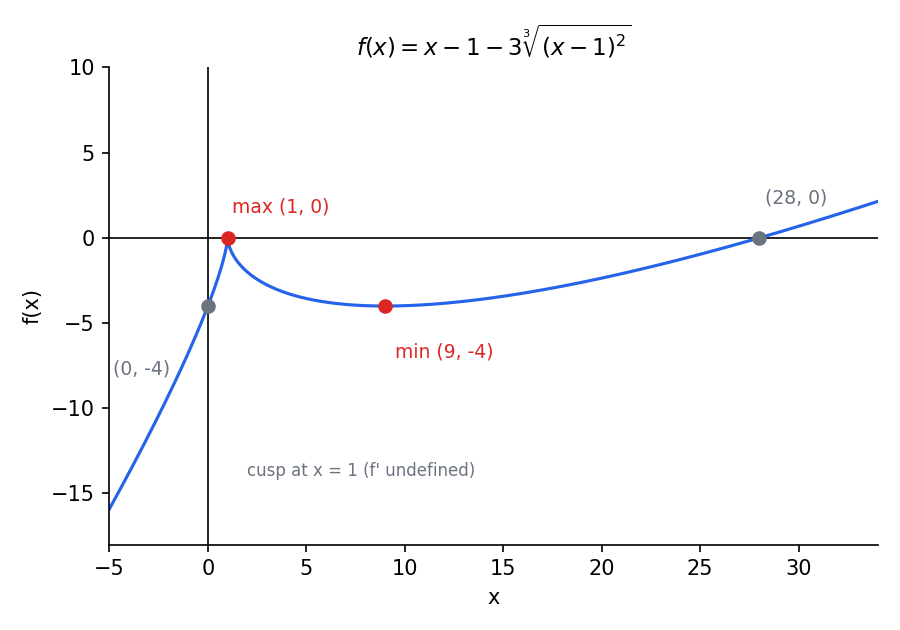 f(x) = x − 1 − 3∛(x − 1)²
10
5
0
−5
−10
−15
f(x)
max (1, 0)
(28, 0)
min (9, -4)
(0, -4)
cusp at x = 1 (f' undefined)
−5 0 5 10 15 20 25 30
x